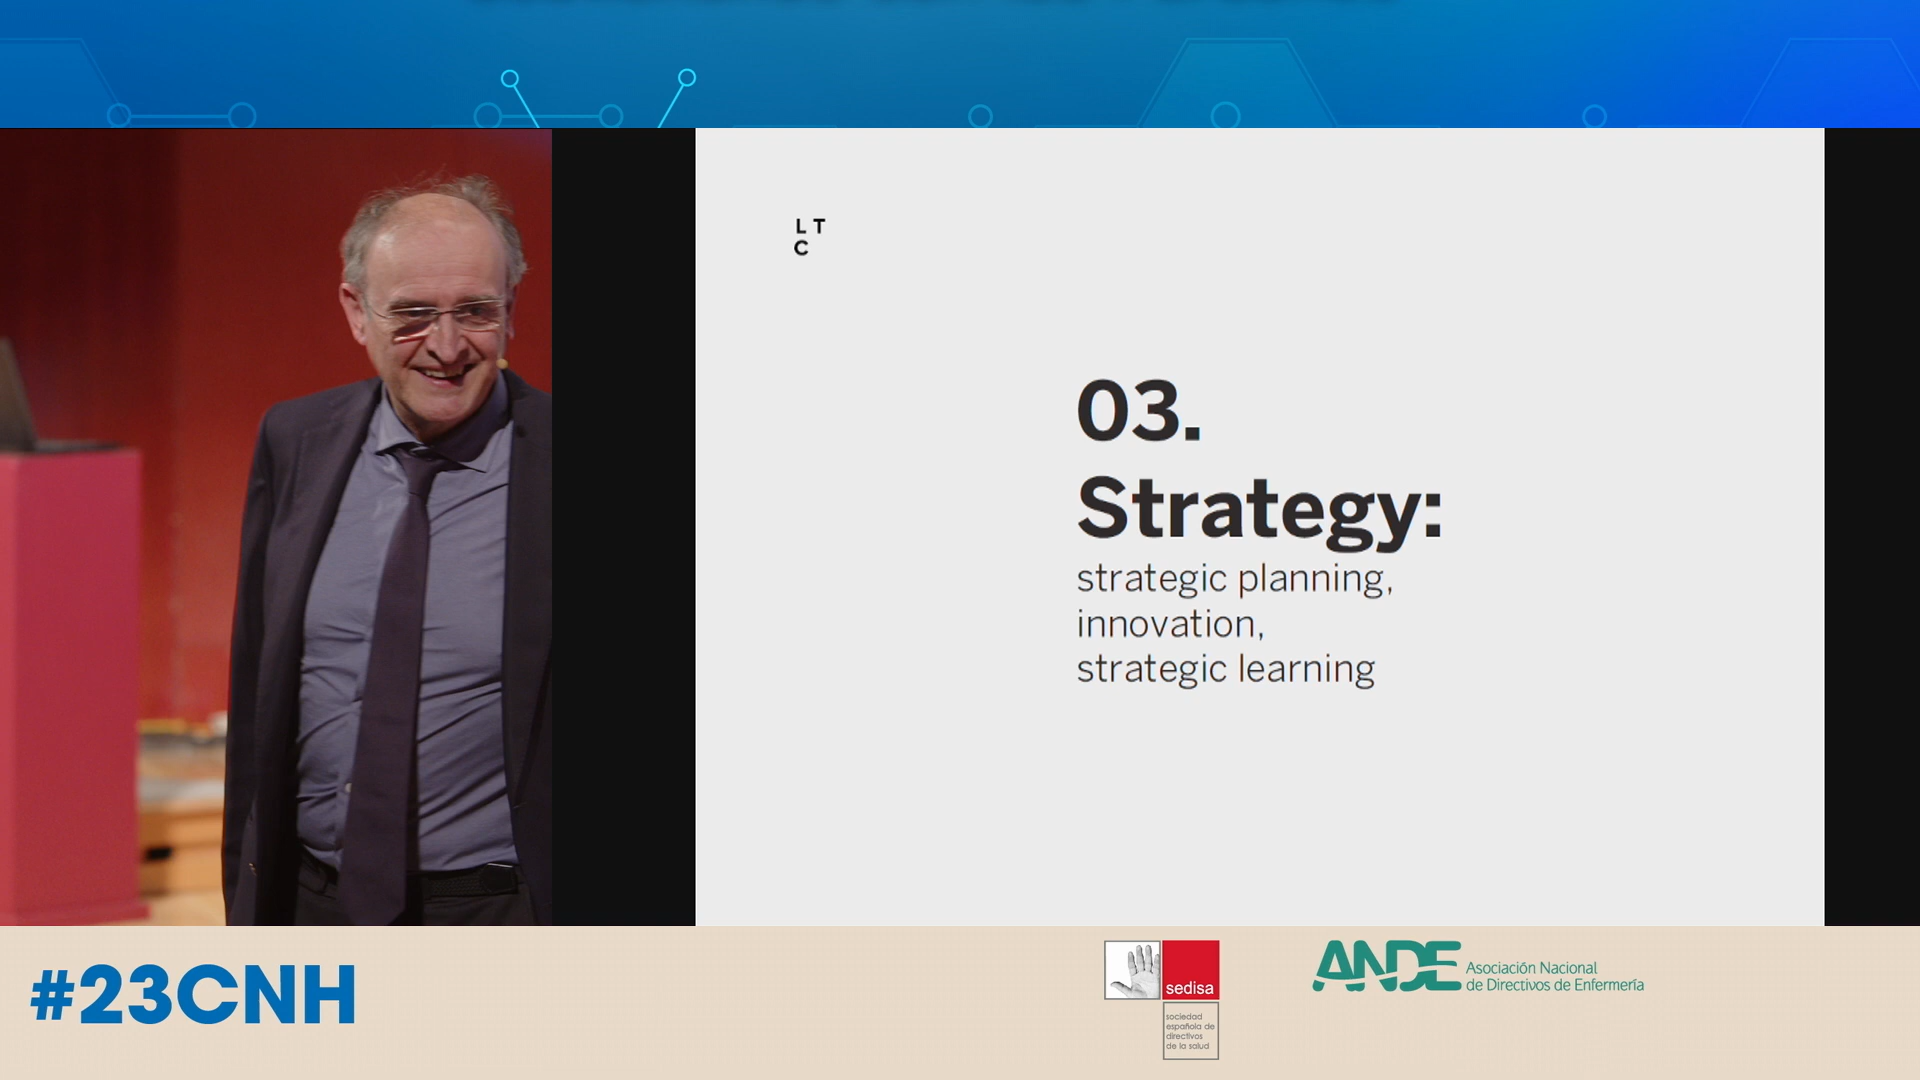 L T
C
03.
Strategy:
strategic planning,
innovation,
strategic learning
#23CNH
sedisa
sociedad
española de
directivos
de la salud
ANDE
Asociación Nacional
de Directivos de Enfermería